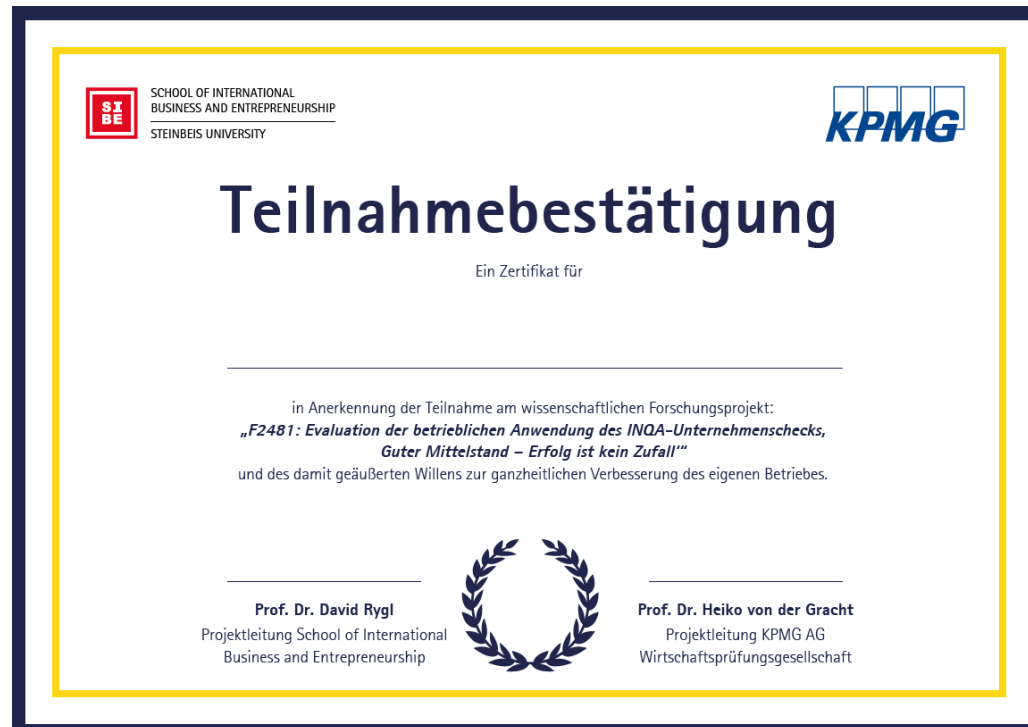 SI
BE
SCHOOL OF INTERNATIONAL
BUSINESS AND ENTREPRENEURSHIP
STEINBEIS UNIVERSITY
KPMG
Teilnahmebestätigung
Ein Zertifikat für
in Anerkennung der Teilnahme am wissenschaftlichen Forschungsprojekt:
„F2481: Evaluation der betrieblichen Anwendung des INQA-Unternehmenschecks,
Guter Mittelstand – Erfolg ist kein Zufall'“
und des damit geäußerten Willens zur ganzheitlichen Verbesserung des eigenen Betriebes.
Prof. Dr. David Rygl
Projektleitung School of International
Business and Entrepreneurship
Prof. Dr. Heiko von der Gracht
Projektleitung KPMG AG
Wirtschaftsprüfungsgesellschaft